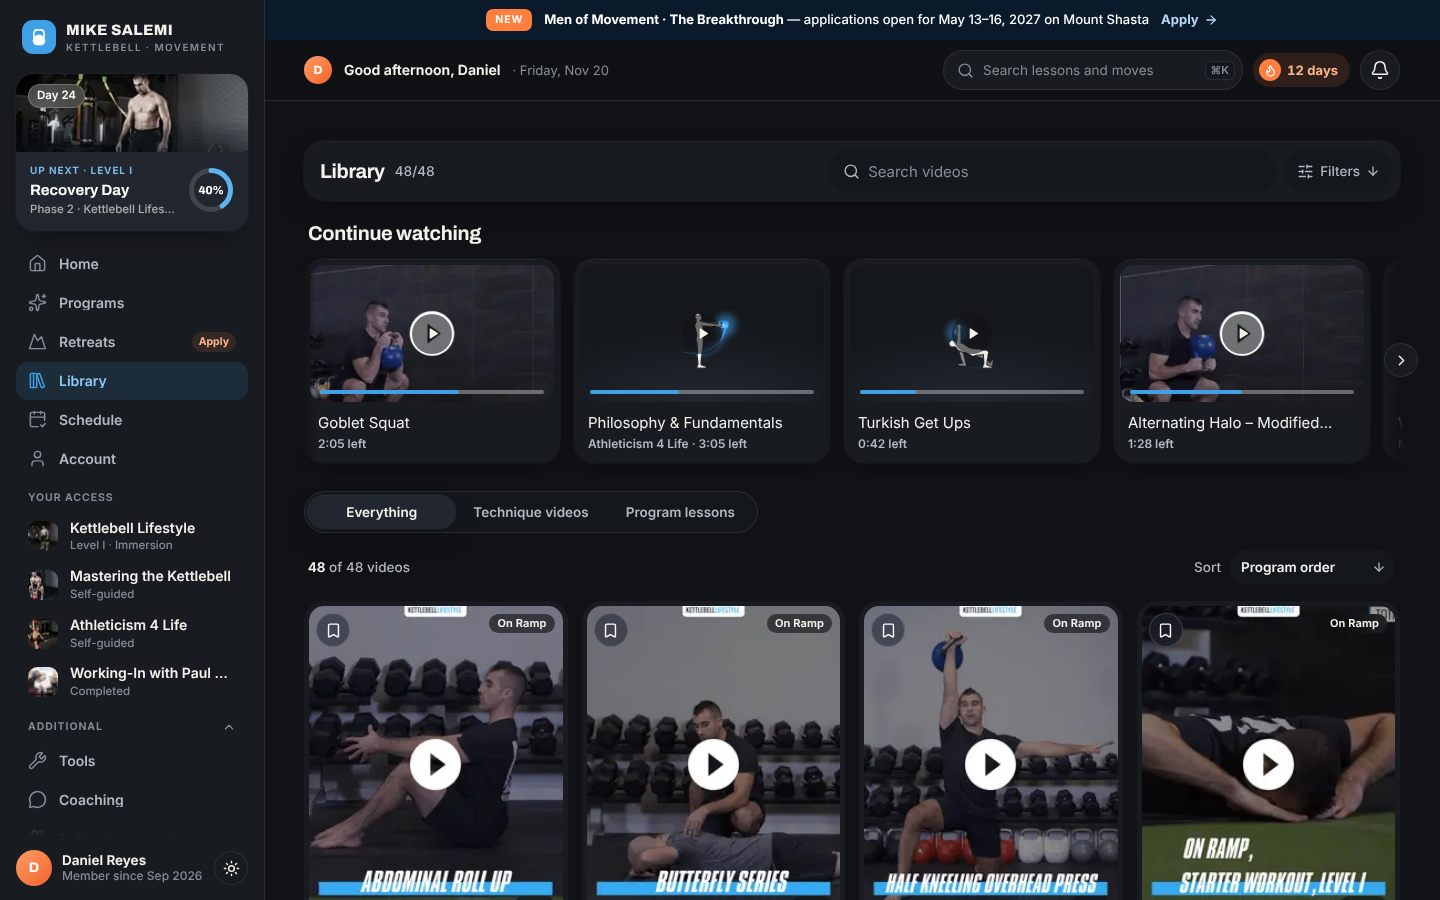 NEW Men of Movement · The Breakthrough — applications open for May 13–16, 2027 on Mount Shasta Apply →
MIKE SALEMI
KETTLEBELL · MOVEMENT
Day 24
UP NEXT · LEVEL I
Recovery Day
Phase 2 · Kettlebell Lifes...
40%
Home
Programs
Retreats Apply
Library
Schedule
Account
YOUR ACCESS
Kettlebell Lifestyle
Level I · Immersion
Mastering the Kettlebell
Self-guided
Athleticism 4 Life
Self-guided
Working-In with Paul ...
Completed
ADDITIONAL
Tools
Coaching
D
Daniel Reyes
Member since Sep 2026
D Good afternoon, Daniel · Friday, Nov 20
Search lessons and moves ⌘K
12 days
Library 48/48
Search videos
Filters ↓
Continue watching
Goblet Squat
2:05 left
Philosophy & Fundamentals
Athleticism 4 Life · 3:05 left
Turkish Get Ups
0:42 left
Alternating Halo – Modified...
1:28 left
Everything Technique videos Program lessons
48 of 48 videos
Sort Program order ↓
KETTLEBELLLIFESTYLE
On Ramp
ABDOMINAL ROLL UP
KETTLEBELLLIFESTYLE
On Ramp
BUTTERFLY SERIES
KETTLEBELLLIFESTYLE
On Ramp
HALF KNEELING OVERHEAD PRESS
KETTLEBELLLIFESTYLE
On Ramp
ON RAMP,
STARTER WORKOUT, LEVEL I